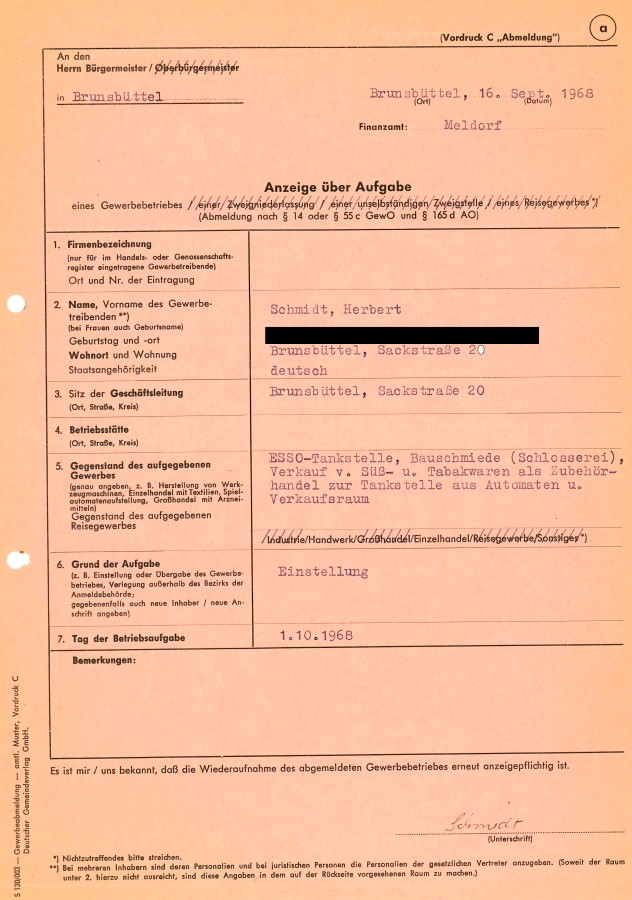 (Vordruck C „Abmeldung“)
a
An den
Herrn Bürgermeister / Oberbürgermeister
in Brunsbüttel
Brunsbüttel, 16. Sept. 1968
(Ort) (Datum)
Finanzamt: Meldorf
Anzeige über Aufgabe
eines Gewerbebetriebes / einer Zweigniederlassung / einer unselbständigen Zweigstelle / eines Reisegewerbes *)
(Abmeldung nach § 14 oder § 55 c GewO und § 165 d AO)
1. Firmenbezeichnung
(nur für im Handels- oder Genossenschafts-
register eingetragene Gewerbetreibende)
Ort und Nr. der Eintragung
2. Name, Vorname des Gewerbe-
treibenden **)
(bei Frauen auch Geburtsname)
Geburtstag und -ort
Wohnort und Wohnung
Staatsangehörigkeit
Schmidt, Herbert
Brunsbüttel, Sackstraße 20
deutsch
3. Sitz der Geschäftsleitung
(Ort, Straße, Kreis)
Brunsbüttel, Sackstraße 20
4. Betriebsstätte
(Ort, Straße, Kreis)
5. Gegenstand des aufgegebenen
Gewerbes
(genau angeben, z. B. Herstellung von Werk-
zeugmaschinen, Einzelhandel mit Textilien, Spiel-
automatenaufstellung, Großhandel mit Arznei-
mitteln)
Gegenstand des aufgegebenen
Reisegewerbes
ESSO-Tankstelle, Bauschmiede (Schlosserei),
Verkauf v. Süß- u. Tabakwaren als Zubehör-
handel zur Tankstelle aus Automaten u.
Verkaufsraum
Industrie/Handwerk/Großhandel/Einzelhandel/Reisegewerbe/Sonstiges *)
6. Grund der Aufgabe
(z. B. Einstellung oder Übergabe des Gewerbe-
betriebes, Verlegung außerhalb des Bezirks der
Anmeldebehörde;
gegebenenfalls auch neue Inhaber / neue An-
schrift angeben)
Einstellung
7. Tag der Betriebsaufgabe
1.10.1968
Bemerkungen:
Es ist mir / uns bekannt, daß die Wiederaufnahme des abgemeldeten Gewerbebetriebes erneut anzeigepflichtig ist.
Schmidt
(Unterschrift)
*) Nichtzutreffendes bitte streichen.
**) Bei mehreren Inhabern sind deren Personalien und bei juristischen Personen die Personalien der gesetzlichen Vertreter anzugeben. (Soweit der Raum
unter 2. hierzu nicht ausreicht, sind diese Angaben in dem auf der Rückseite vorgesehenen Raum zu machen.)
S 130/003 — Gewerbeabmeldung — amtl. Muster, Vordruck C
Deutscher Gemeindeverlag GmbH.